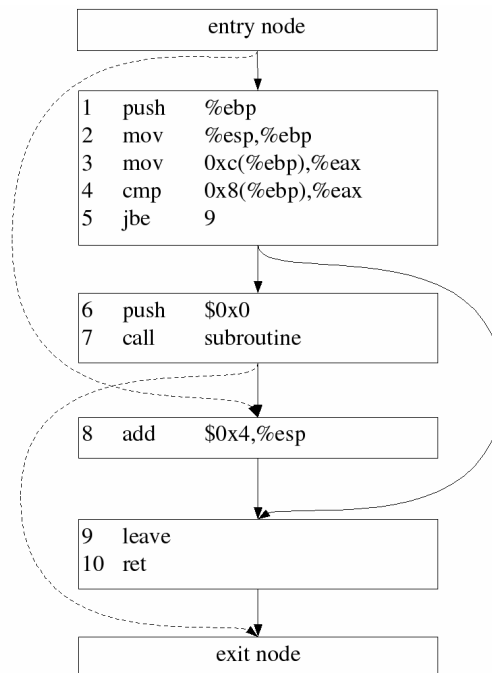 entry node
1 push %ebp
2 mov %esp,%ebp
3 mov 0xc(%ebp),%eax
4 cmp 0x8(%ebp),%eax
5 jbe 9
6 push $0x0
7 call subroutine
8 add $0x4,%esp
9 leave
10 ret
exit node